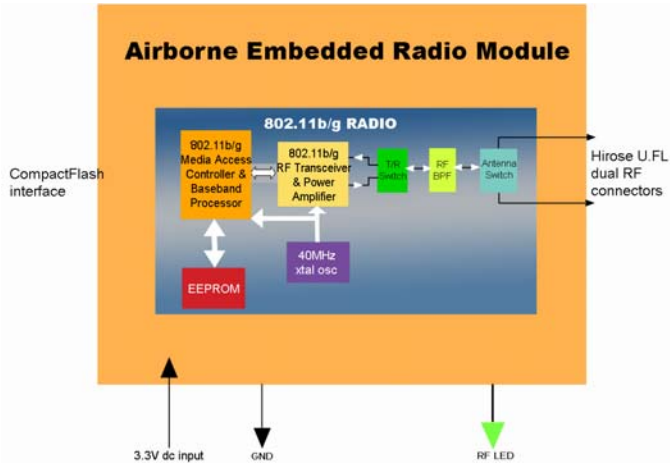 Airborne Embedded Radio Module
802.11b/g RADIO
802.11b/g
Media Access
Controller &
Baseband
Processor
802.11b/g
RF Transceiver
& Power
Amplifier
T/R
Switch
RF
BPF
Antenna
Switch
40MHz
xtal osc
EEPROM
CompactFlash
interface
Hirose U.FL
dual RF
connectors
3.3V dc input
GND
RF LED